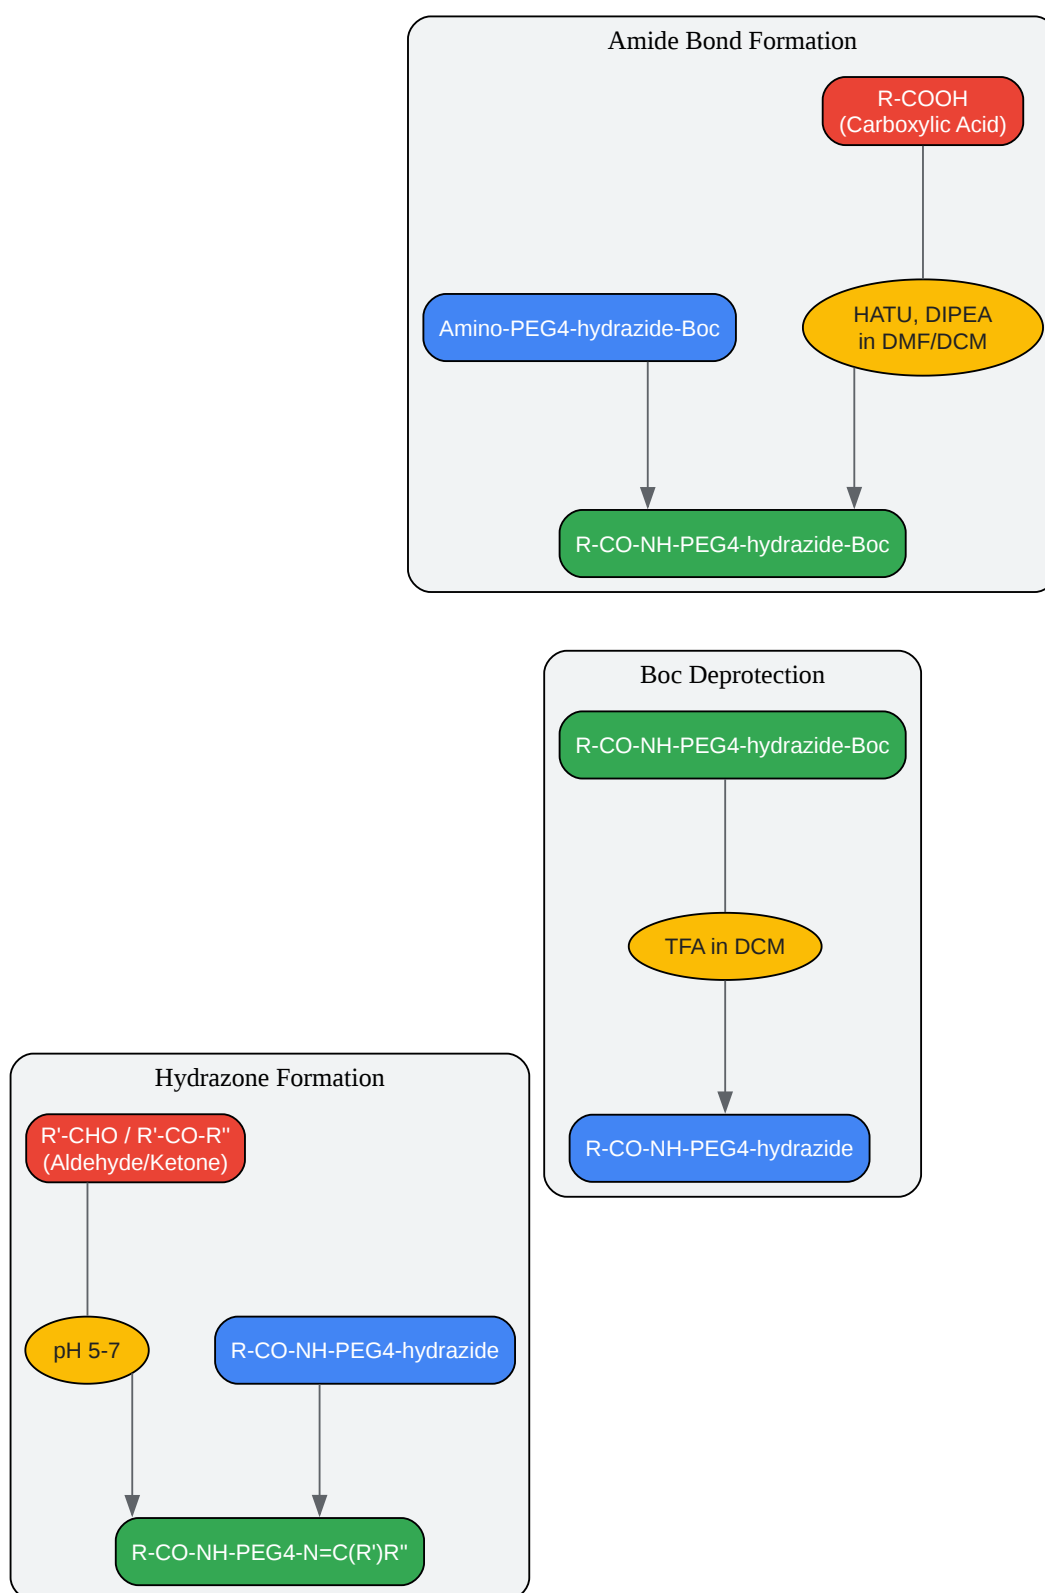 Amide Bond Formation
R-COOH
(Carboxylic Acid)
Amino-PEG4-hydrazide-Boc
HATU, DIPEA
in DMF/DCM
R-CO-NH-PEG4-hydrazide-Boc
Boc Deprotection
R-CO-NH-PEG4-hydrazide-Boc
TFA in DCM
R-CO-NH-PEG4-hydrazide
Hydrazone Formation
R'-CHO / R'-CO-R''
(Aldehyde/Ketone)
pH 5-7
R-CO-NH-PEG4-hydrazide
R-CO-NH-PEG4-N=C(R')R''